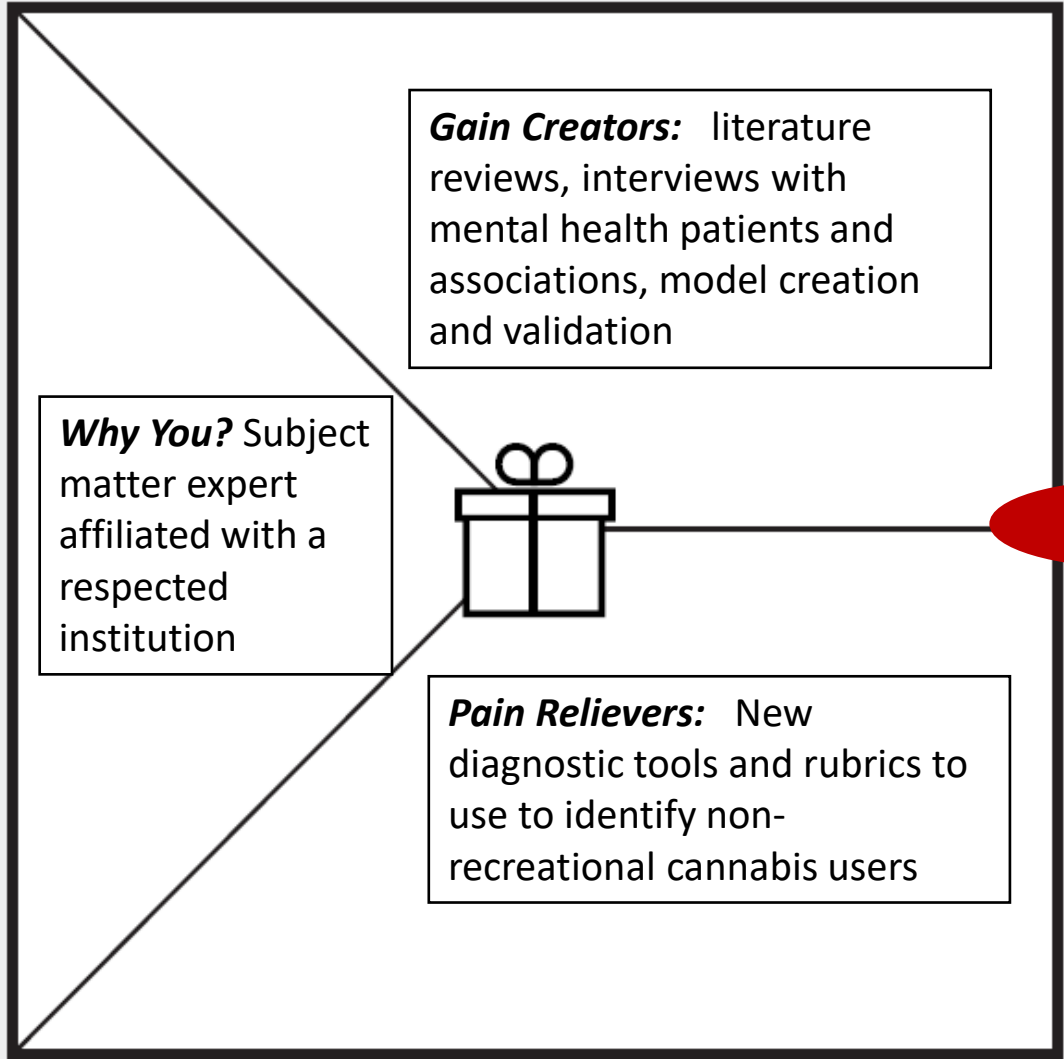 Gain Creators: literature
reviews, interviews with
mental health patients and
associations, model creation
and validation
Why You? Subject
matter expert
affiliated with a
respected
institution
Pain Relievers: New
diagnostic tools and rubrics to
use to identify non-
recreational cannabis users